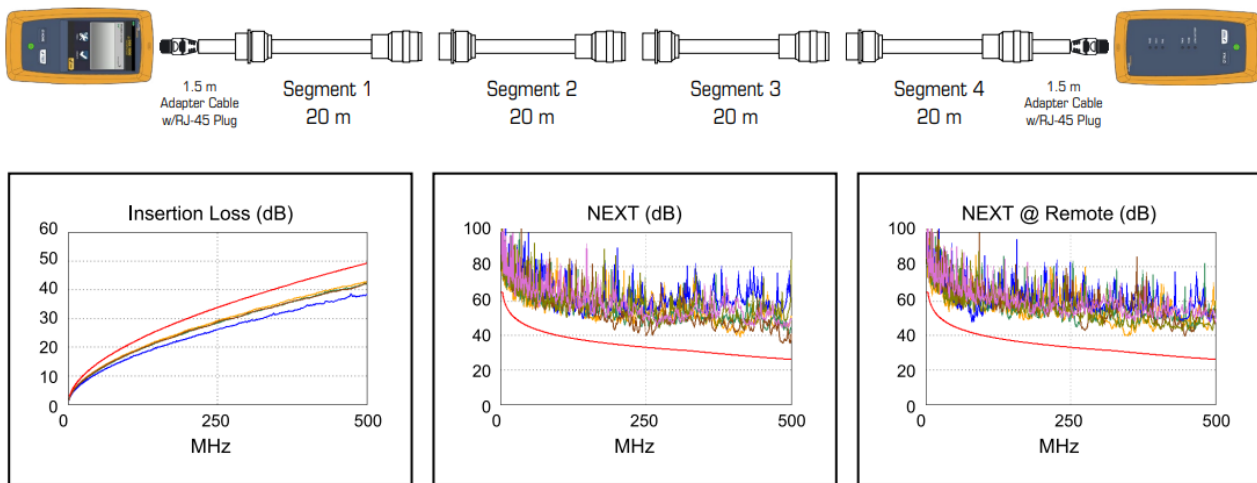 1.5 m
Adapter Cable
w/RJ-45 Plug
Segment 1
20 m
Segment 2
20 m
Segment 3
20 m
Segment 4
20 m
1.5 m
Adapter Cable
w/RJ-45 Plug
Insertion Loss (dB)
60
50
40
30
20
10
0
0
250
500
MHz
NEXT (dB)
100
80
60
40
20
0
0
250
500
MHz
NEXT @ Remote (dB)
100
80
60
40
20
0
0
250
500
MHz